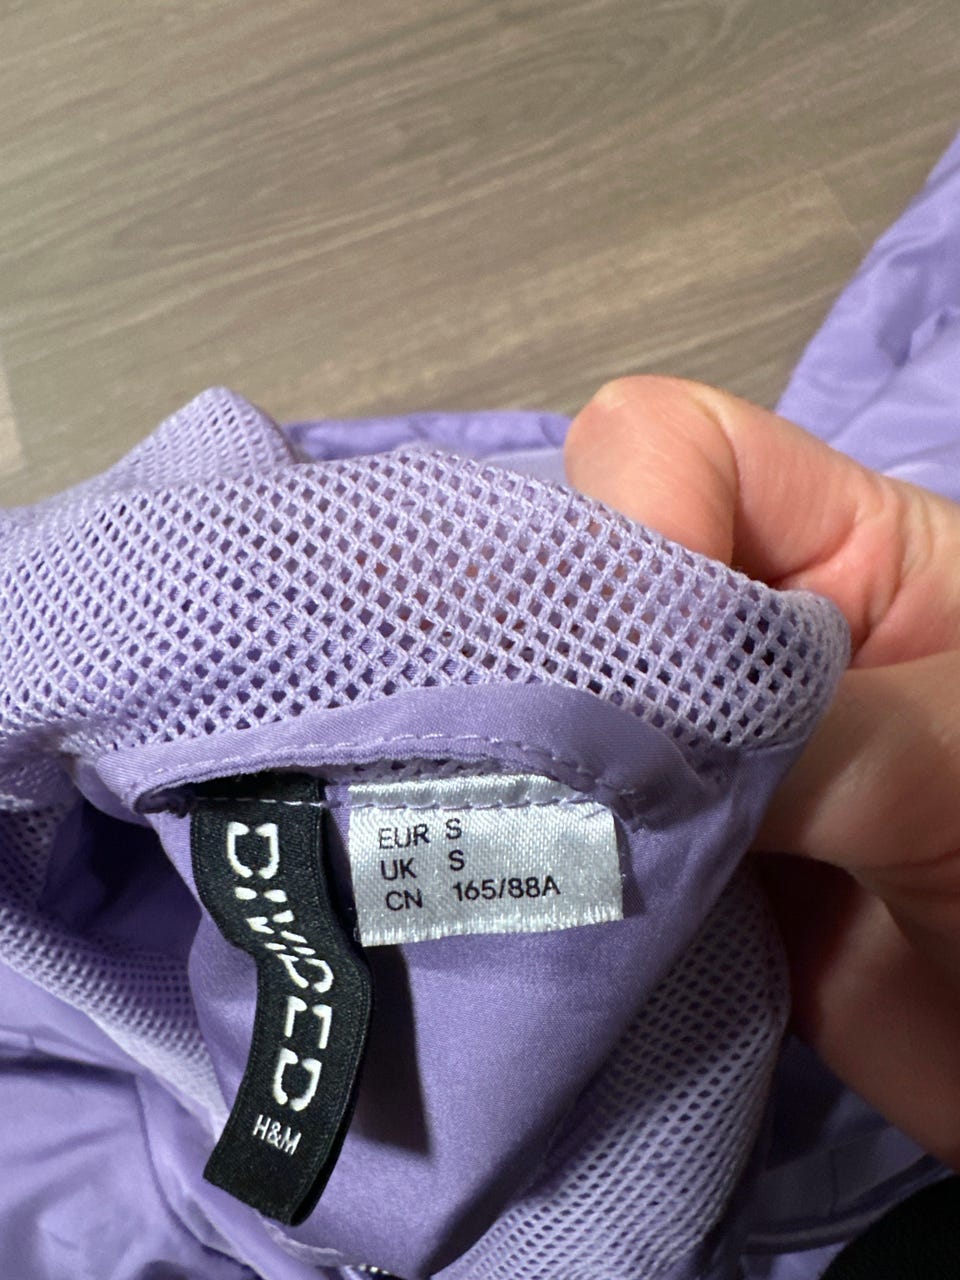 DIVIDED
H&M
EUR S
UK S
CN 165/88A